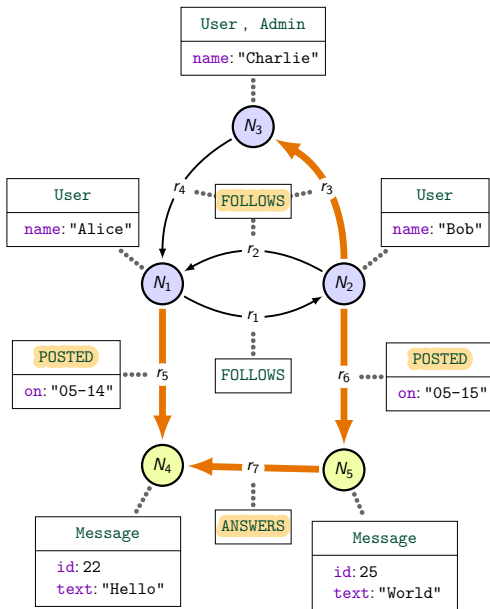 User , Admin
name: "Charlie"
N3
r4
FOLLOWS
r3
User
name: "Alice"
User
name: "Bob"
r2
N1
N2
r1
POSTED
on: "05-14"
r5
FOLLOWS
r6
POSTED
on: "05-15"
N4
r7
N5
ANSWERS
Message
id: 22
text: "Hello"
Message
id: 25
text: "World"